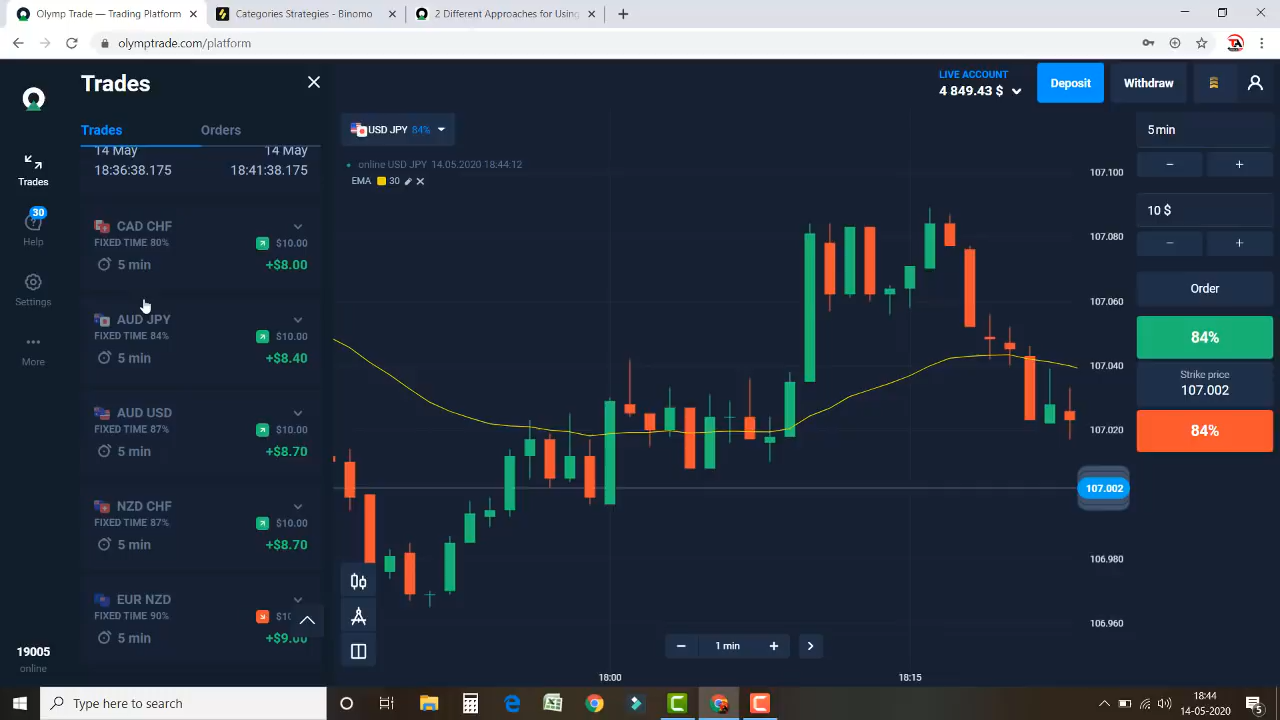 Olymp Trade — Trading Platform
Categories Strategies - Binomo
2 Different Approaches for Using
olymptrade.com/platform
Trades
LIVE ACCOUNT
4 849.43 $
Deposit
Withdraw
Trades
Orders
USD JPY 84%
5 min
14 May
14 May
18:36:38.175
18:41:38.175
online USD JPY 14.05.2020 18:44:12
EMA 30
Trades
30
Help
Settings
More
19005
online
CAD CHF
FIXED TIME 80%
$10.00
5 min
+$8.00
AUD JPY
FIXED TIME 84%
$10.00
5 min
+$8.40
AUD USD
FIXED TIME 87%
$10.00
5 min
+$8.70
NZD CHF
FIXED TIME 87%
$10.00
5 min
+$8.70
EUR NZD
FIXED TIME 90%
5 min
+$9.00
107.100
107.080
107.060
107.040
107.020
107.002
106.980
106.960
−
+
10 $
−
+
Order
84%
Strike price
107.002
84%
− 1 min +
18:00
18:15
Type here to search
18:44
14-05-2020